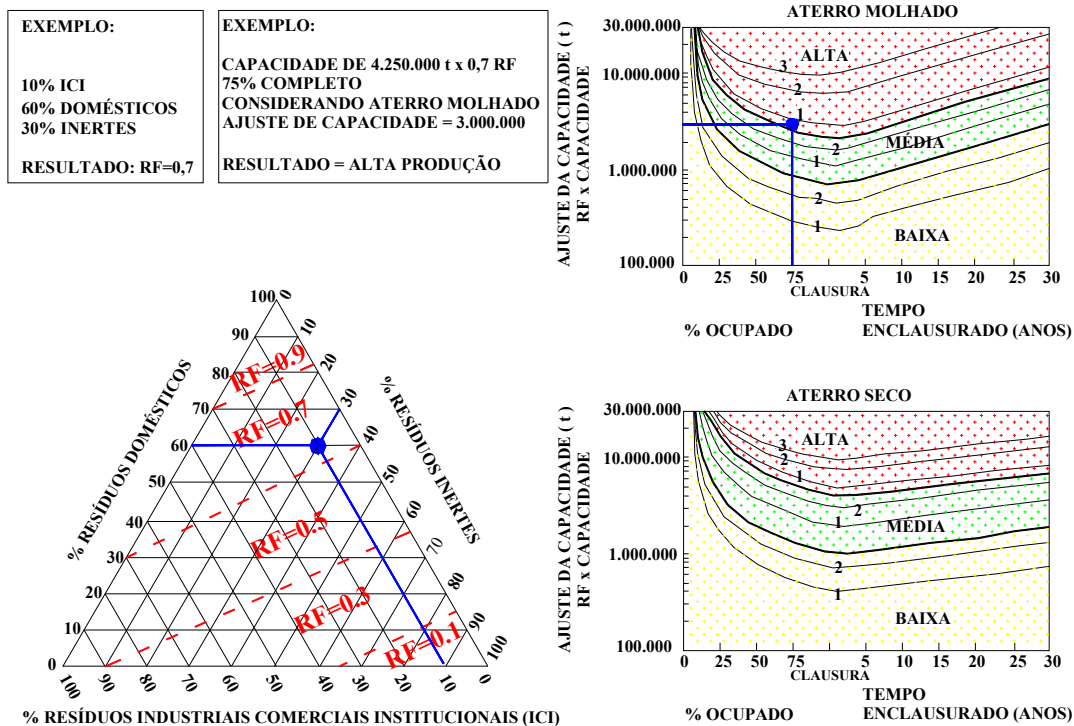 EXEMPLO:
10% ICI
60% DOMÉSTICOS
30% INERTES
RESULTADO: RF=0,7
EXEMPLO:
CAPACIDADE DE 4.250.000 t x 0,7 RF
75% COMPLETO
CONSIDERANDO ATERRO MOLHADO
AJUSTE DE CAPACIDADE = 3.000.000
RESULTADO = ALTA PRODUÇÃO
ATERRO MOLHADO
AJUSTE DA CAPACIDADE ( t )
RF x CAPACIDADE
30.000.000
10.000.000
1.000.000
100.000
ALTA
3
2
1
MÉDIA
2
1
BAIXA
2
1
0 25 50 75 5 10 15 20 25 30
CLAUSURA
% OCUPADO
TEMPO
ENCLAUSURADO (ANOS)
% RESÍDUOS DOMÉSTICOS
100
90
80
70
60
50
40
30
20
10
0
% RESÍDUOS INERTES
0
10
20
30
40
50
60
70
80
90
100
RF=0.9
RF=0.7
RF=0.5
RF=0.3
RF=0.1
100 90 80 70 60 50 40 30 20 10 0
% RESÍDUOS INDUSTRIAIS COMERCIAIS INSTITUCIONAIS (ICI)
ATERRO SECO
AJUSTE DA CAPACIDADE ( t )
RF x CAPACIDADE
30.000.000
10.000.000
1.000.000
100.000
ALTA
3
2
1
MÉDIA
2
1
BAIXA
2
1
0 25 50 75 5 10 15 20 25 30
CLAUSURA
% OCUPADO
TEMPO
ENCLAUSURADO (ANOS)